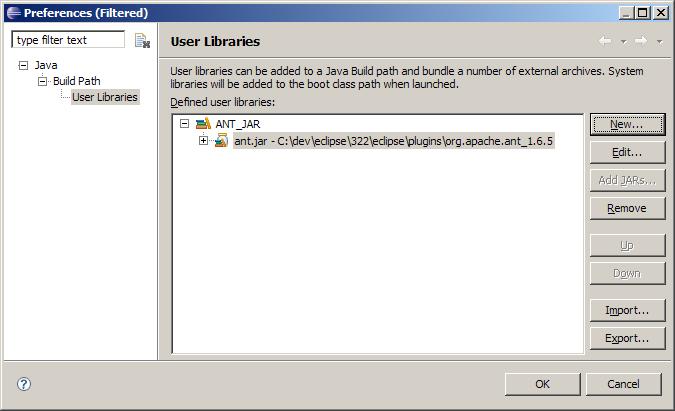 Preferences (Filtered)
type filter text
User Libraries
Java
Build Path
User Libraries
User libraries can be added to a Java Build path and bundle a number of external archives. System
libraries will be added to the boot class path when launched.
Defined user libraries:
ANT_JAR
ant.jar - C:\dev\eclipse\322\eclipse\plugins\org.apache.ant_1.6.5
New...
Edit...
Add JARs...
Remove
Up
Down
Import...
Export...
?
OK
Cancel